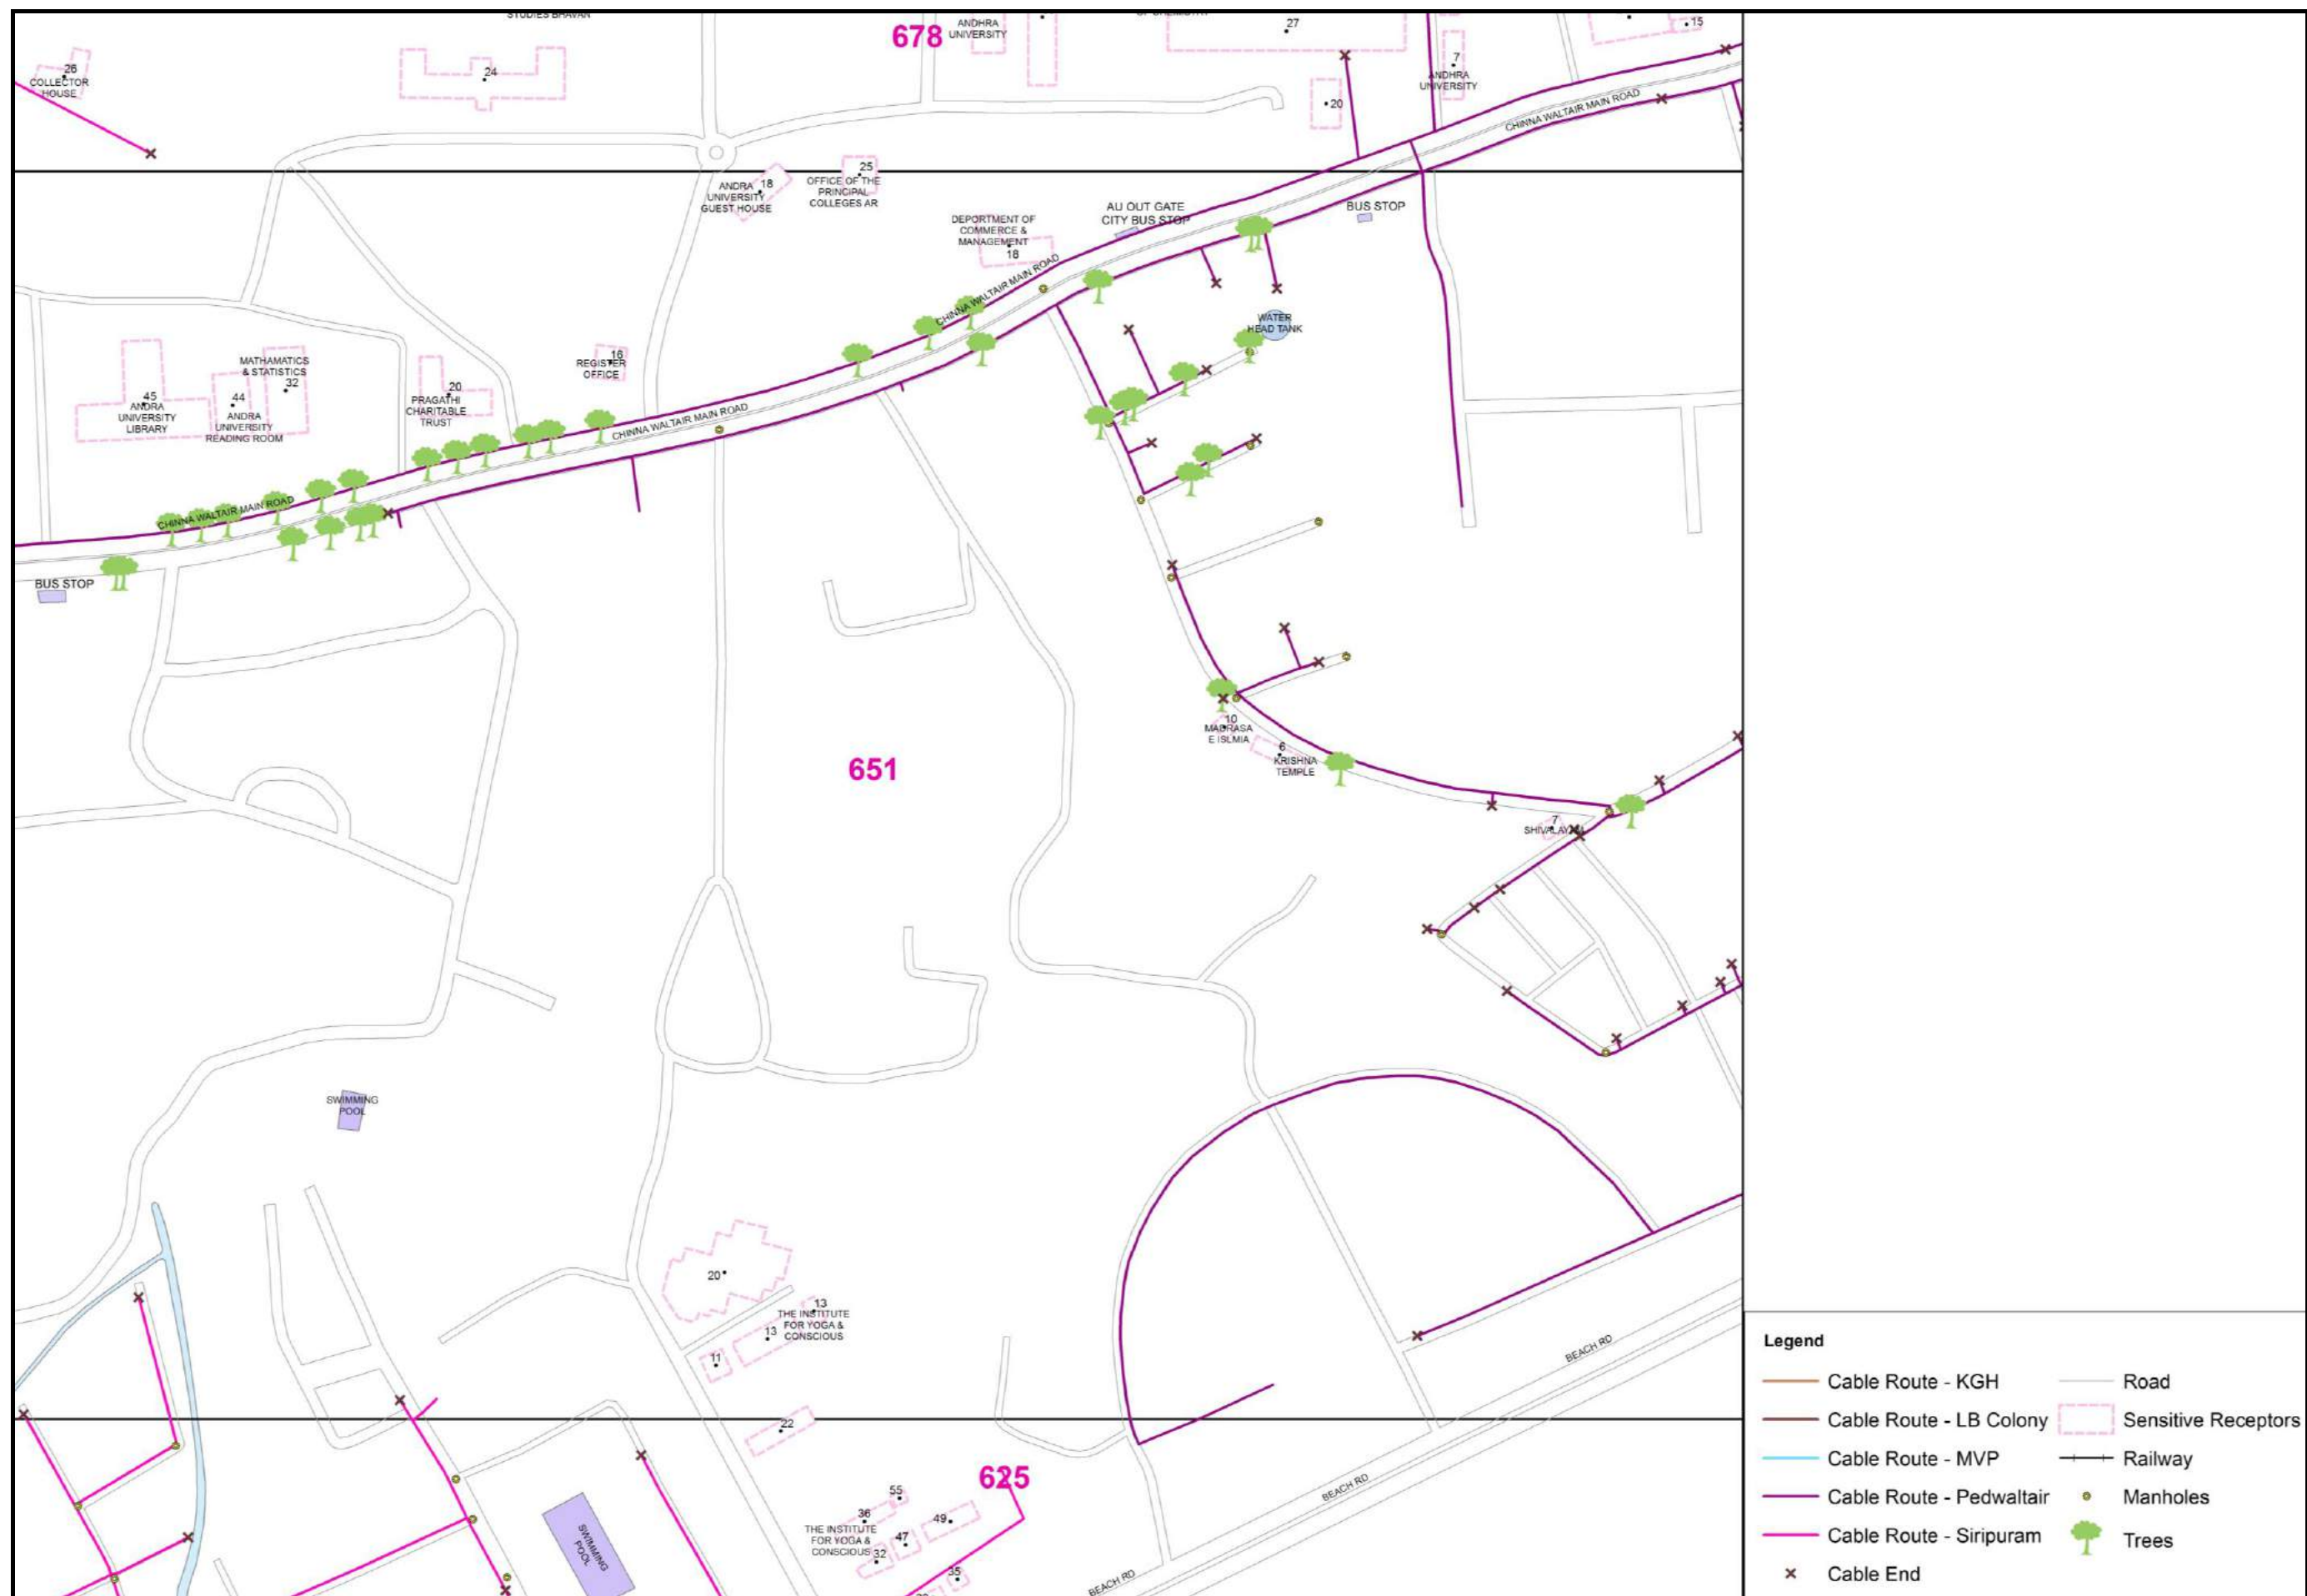 STUDIES BHAVAN
678
ANDHRA
UNIVERSITY
27
15
26
COLLECTOR
HOUSE
24
7
ANDHRA
UNIVERSITY
20
CHINNA WALTAIR MAIN ROAD
25
OFFICE OF THE
PRINCIPAL
COLLEGES AR
ANDRA 18
UNIVERSITY
GUEST HOUSE
AU OUT GATE
CITY BUS STOP
BUS STOP
DEPORTMENT OF
COMMERCE &
MANAGEMENT
18
CHINNA WALTAIR MAIN ROAD
WATER
HEAD TANK
MATHAMATICS
& STATISTICS
32
16
REGISTER
OFFICE
45
ANDRA
UNIVERSITY
LIBRARY
44
ANDRA
UNIVERSITY
READING ROOM
20
PRAGATHI
CHARITABLE
TRUST
CHINNA WALTAIR MAIN ROAD
CHINNA WALTAIR MAIN ROAD
BUS STOP
10
MADRASA
E ISLMIA
6
KRISHNA
TEMPLE
651
7
SWIMMING
POOL
20
13
THE INSTITUTE
FOR YOGA &
CONSCIOUS
13
11
22
BEACH RD
BEACH RD
BEACH RD
625
55
36
49
THE INSTITUTE
FOR YOGA &
CONSCIOUS
47
32
35
SWIMMING
POOL
Legend
Cable Route - KGH
Cable Route - LB Colony
Cable Route - MVP
Cable Route - Pedwaltair
Cable Route - Siripuram
Cable End
Road
Sensitive Receptors
Railway
Manholes
Trees